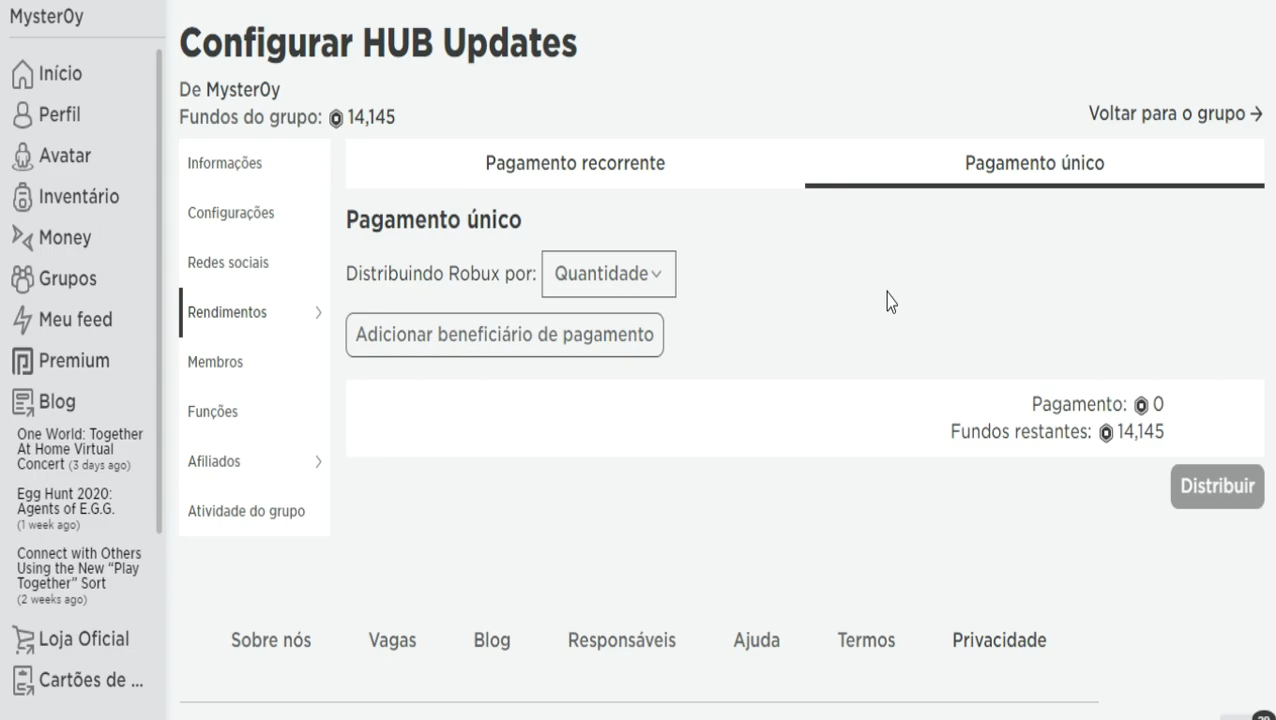 MysterOy
Início
Perfil
Avatar
Inventário
Money
Grupos
Meu feed
Premium
Blog
One World: Together
At Home Virtual
Concert (3 days ago)
Egg Hunt 2020:
Agents of E.G.G.
(1 week ago)
Connect with Others
Using the New “Play
Together” Sort
(2 weeks ago)
Loja Oficial
Cartões de ...
Configurar HUB Updates
De MysterOy
Fundos do grupo: 14,145
Voltar para o grupo →
Informações
Configurações
Redes sociais
Rendimentos
Membros
Funções
Afiliados
Atividade do grupo
Pagamento recorrente
Pagamento único
Pagamento único
Distribuindo Robux por: Quantidade
Adicionar beneficiário de pagamento
Pagamento: 0
Fundos restantes: 14,145
Distribuir
Sobre nós Vagas Blog Responsáveis Ajuda Termos Privacidade